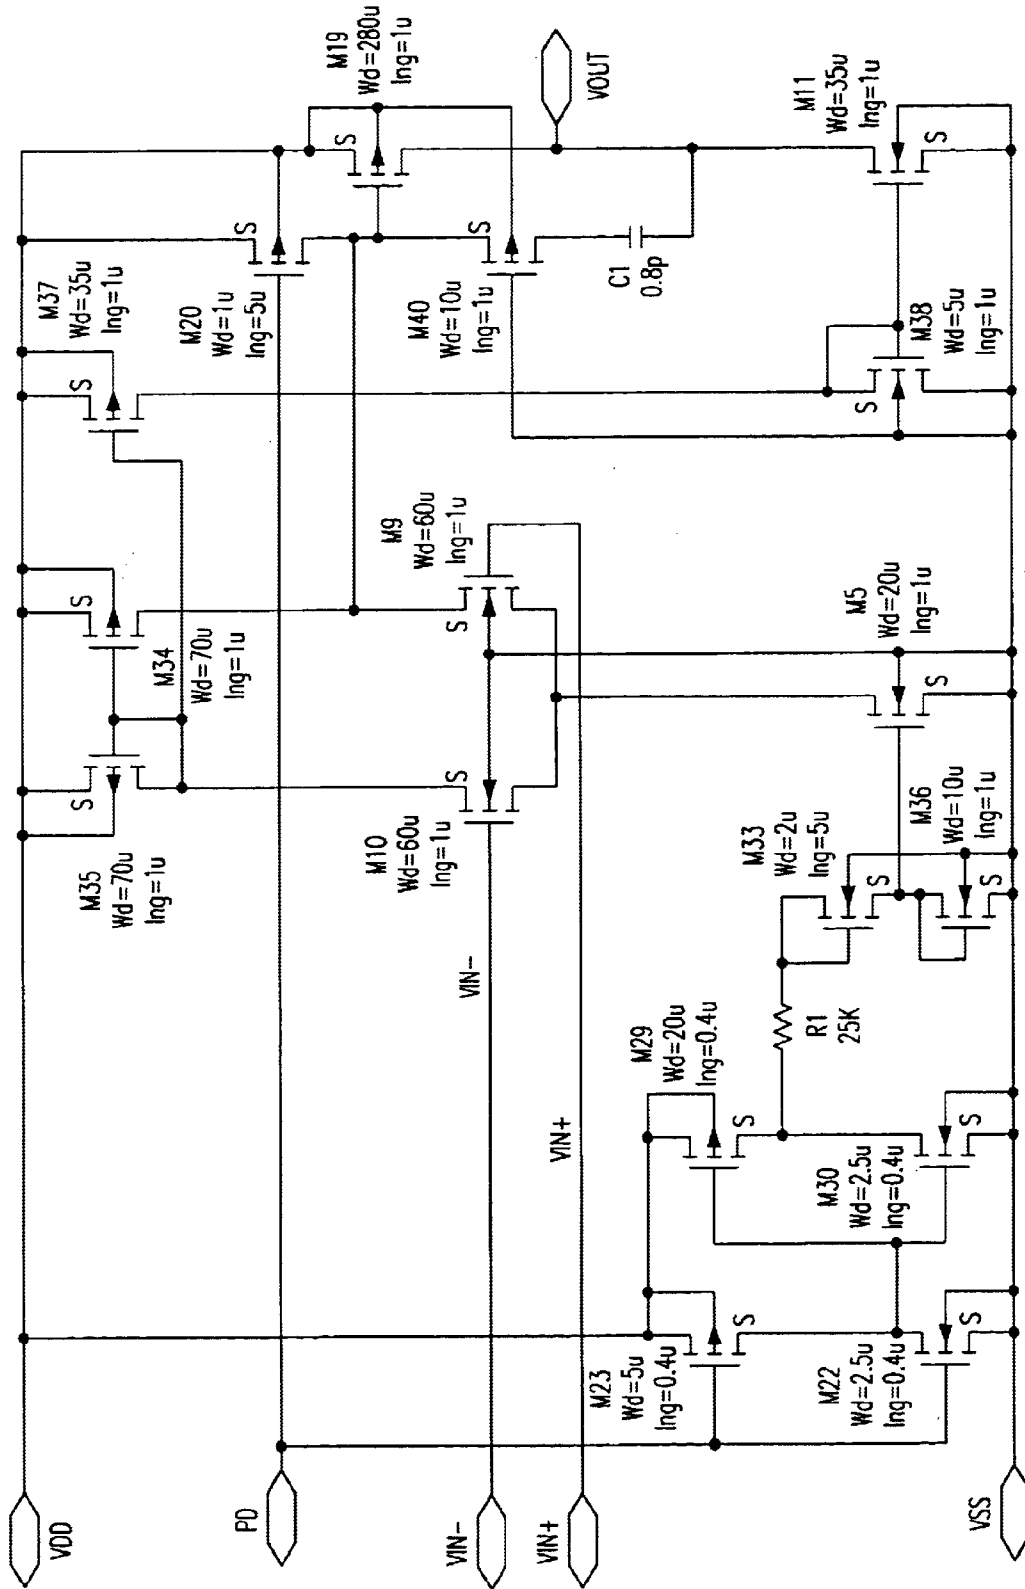 M19
Wd=280u
lng=1u
VOUT
M11
Wd=35u
lng=1u
S
S
M37
Wd=35u
lng=1u
S
M20
Wd=1u
lng=5u
S
M40
Wd=10u
lng=1u
C1
0.8p
M38
Wd=5u
lng=1u
S
S
M34
Wd=70u
lng=1u
S
M9
Wd=60u
lng=1u
S
M5
Wd=20u
lng=1u
S
M35
Wd=70u
lng=1u
S
M10
Wd=60u
lng=1u
S
M33
Wd=2u
lng=5u
S
M36
Wd=10u
lng=1u
S
VIN-
VIN+
R1
25K
M29
Wd=20u
lng=0.4u
S
M30
Wd=2.5u
lng=0.4u
S
M23
Wd=5u
lng=0.4u
S
M22
Wd=2.5u
lng=0.4u
S
VDD
PD
VIN-
VIN+
VSS